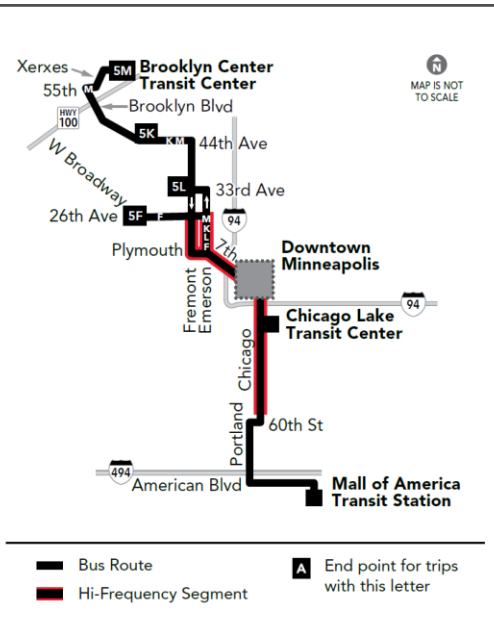 N
MAP IS NOT
TO SCALE
Xerxes
5M
Brooklyn Center
Transit Center
55th
M
Brooklyn Blvd
HWY
100
5K
K M
44th Ave
W Broadway
5L
33rd Ave
26th Ave
5F
F
M
K
L
F
94
Plymouth
7th
Fremont
Emerson
Downtown
Minneapolis
94
Chicago Lake
Transit Center
Chicago
Portland
60th St
494
American Blvd
Mall of America
Transit Station
Bus Route
Hi-Frequency Segment
A
End point for trips
with this letter